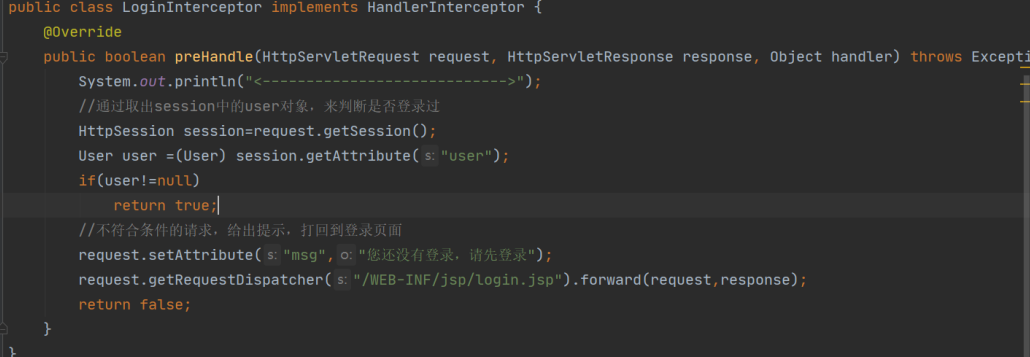 public class LoginInterceptor implements HandlerInterceptor {
@Override
public boolean preHandle(HttpServletRequest request, HttpServletResponse response, Object handler) throws Excepti
System.out.println("<---------------------------->");
//通过取出session中的user对象，来判断是否登录过
HttpSession session=request.getSession();
User user =(User) session.getAttribute( s: "user");
if(user!=null)
return true;
//不符合条件的请求，给出提示，打回到登录页面
request.setAttribute( s: "msg", o: "您还没有登录，请先登录");
request.getRequestDispatcher( s: "/WEB-INF/jsp/login.jsp").forward(request,response);
return false;
}
}